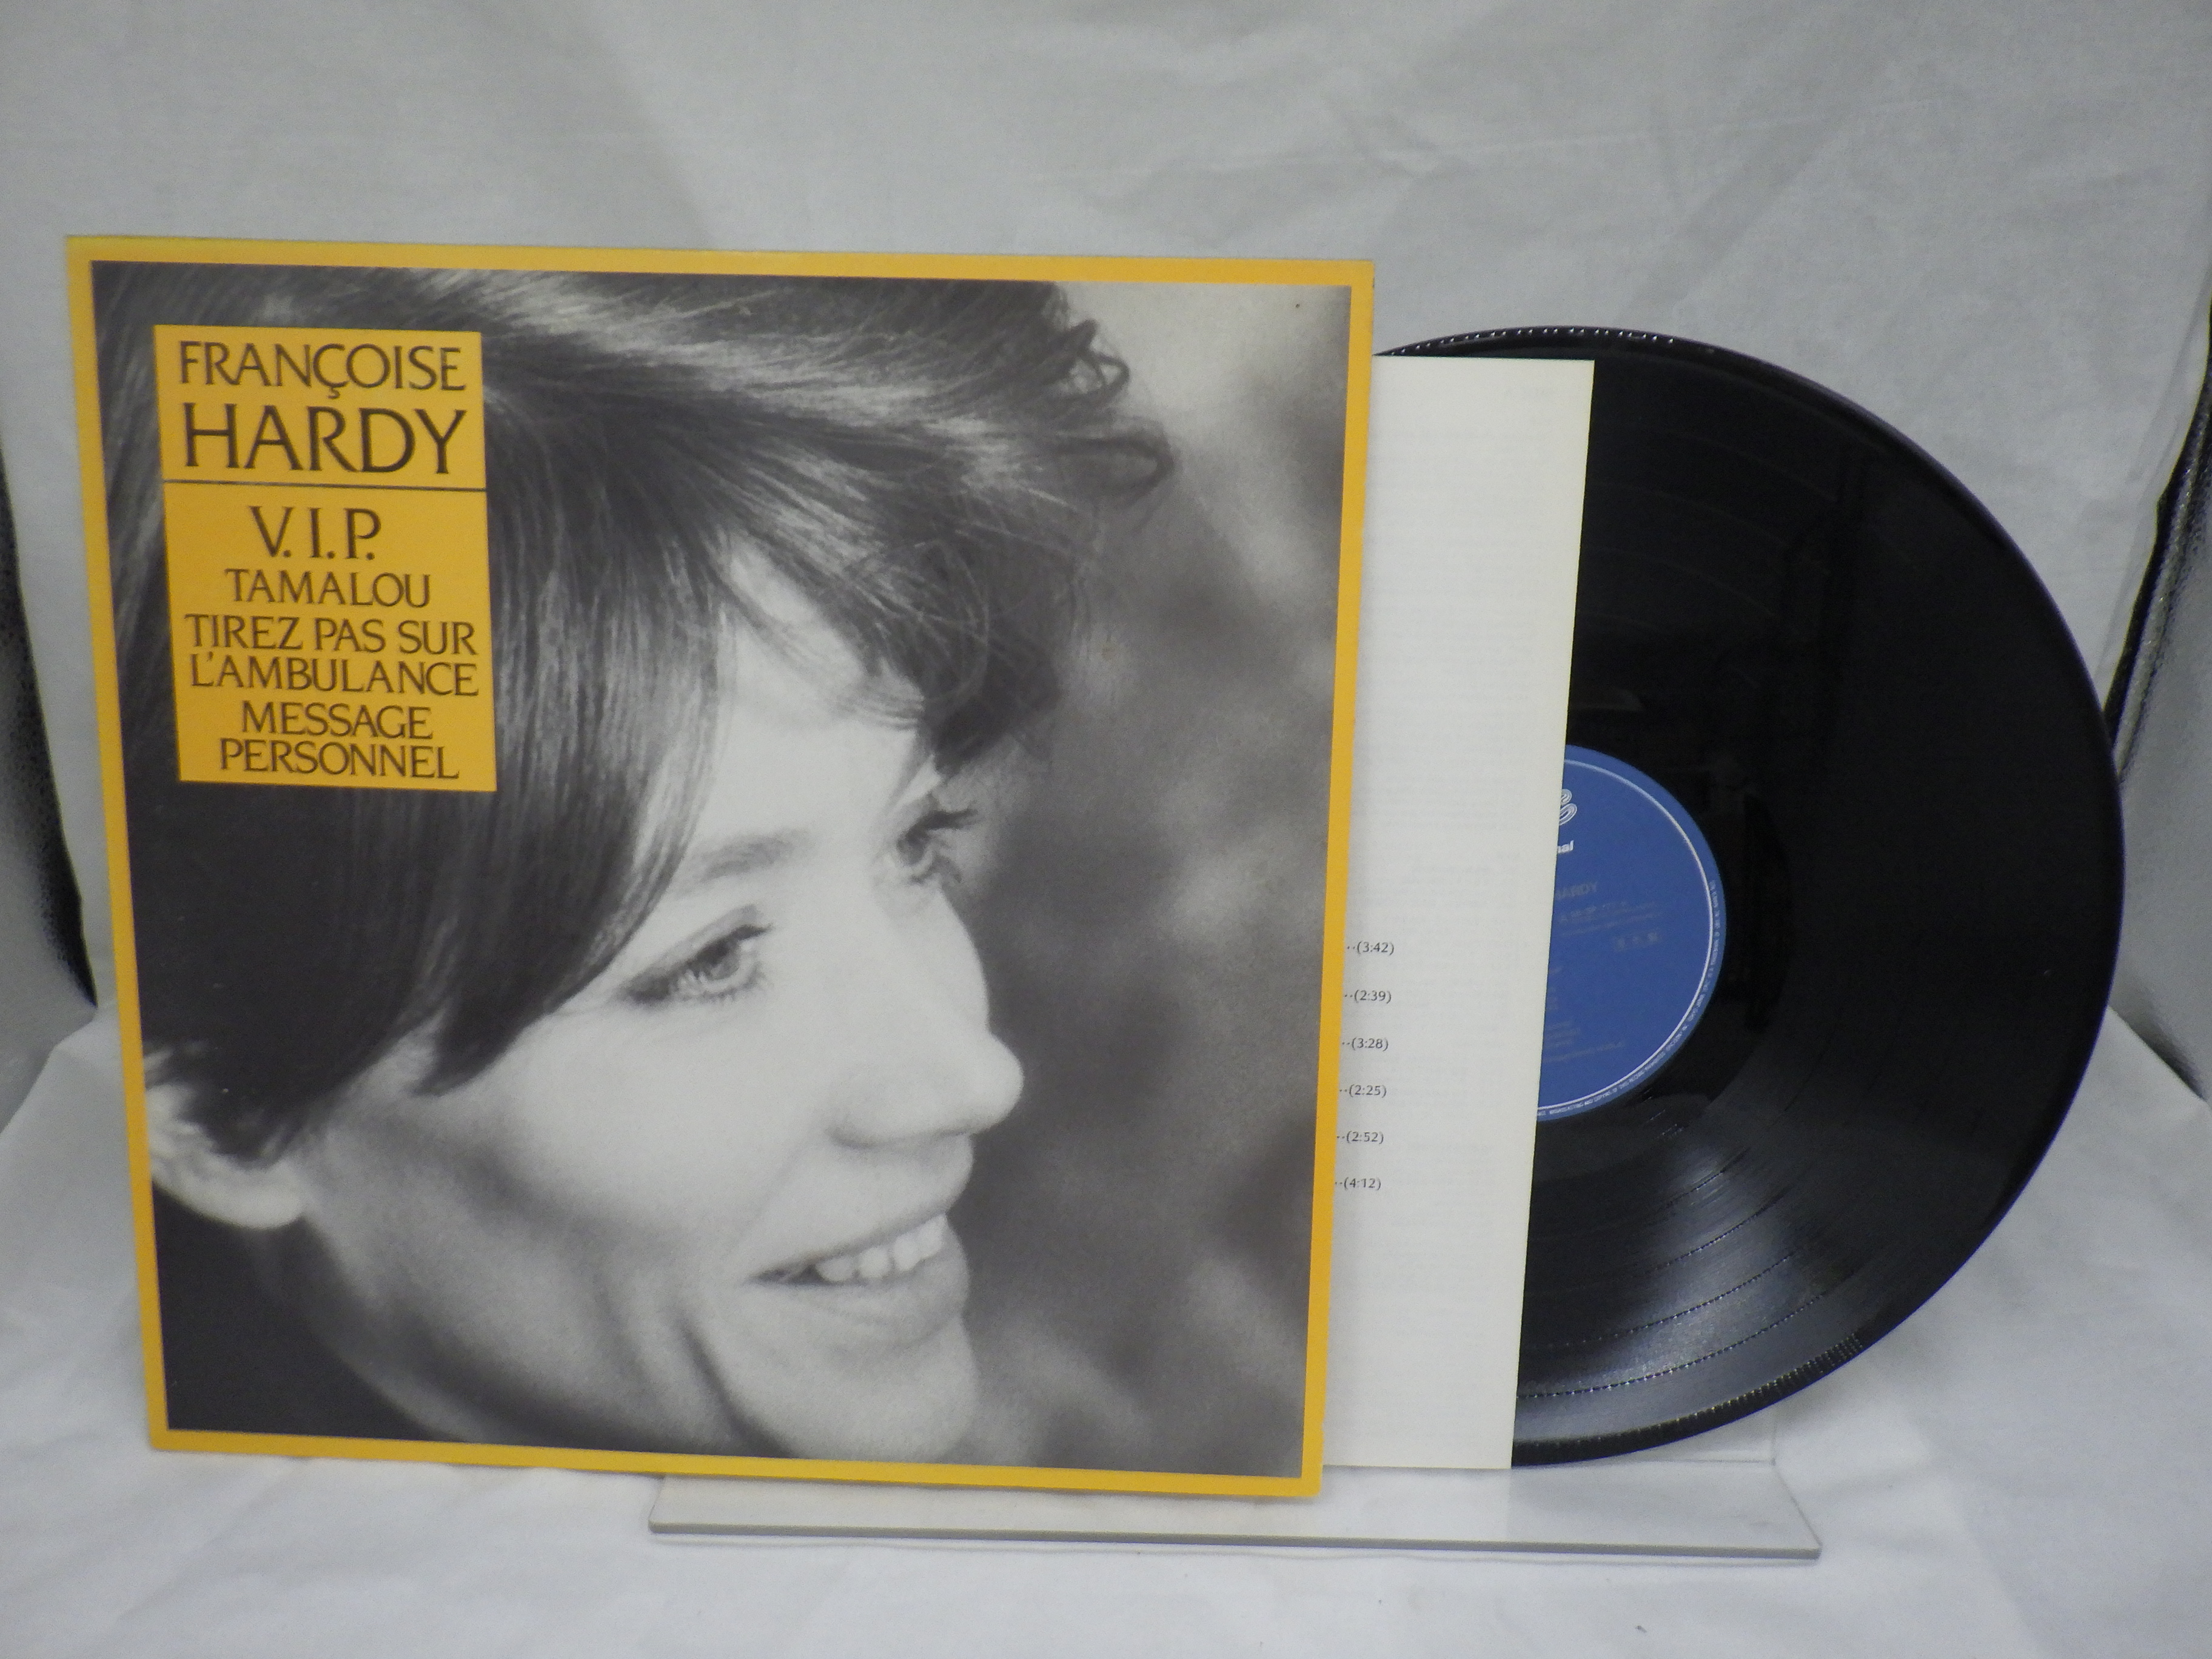 FRANÇOISE
HARDY
V.I.P.
TAMALOU
TIREZ PAS SUR
L'AMBULANCE
MESSAGE
PERSONNEL
(3:42)
(2:39)
(3:28)
(2:25)
(2:52)
(4:12)
HARDY